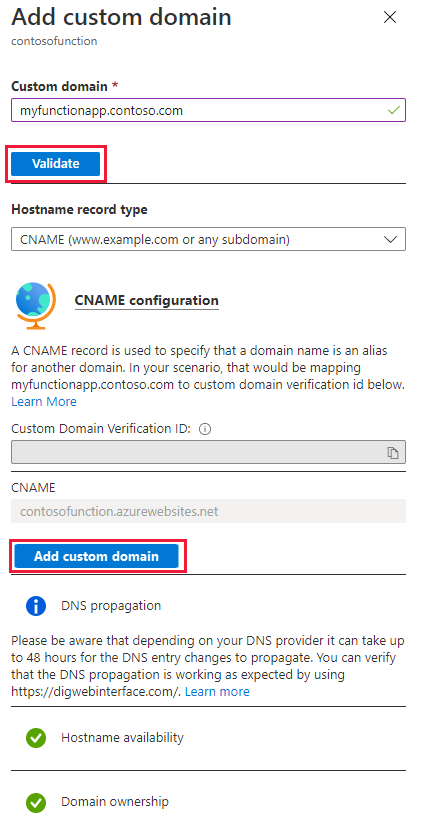 Add custom domain
contosofunction
Custom domain *
myfunctionapp.contoso.com
Validate
Hostname record type
CNAME (www.example.com or any subdomain)
CNAME configuration
A CNAME record is used to specify that a domain name is an alias
for another domain. In your scenario, that would be mapping
myfunctionapp.contoso.com to custom domain verification id below.
Learn More
Custom Domain Verification ID:
CNAME
contosofunction.azurewebsites.net
Add custom domain
DNS propagation
Please be aware that depending on your DNS provider it can take up
to 48 hours for the DNS entry changes to propagate. You can verify
that the DNS propagation is working as expected by using
https://digwebinterface.com/. Learn more
Hostname availability
Domain ownership